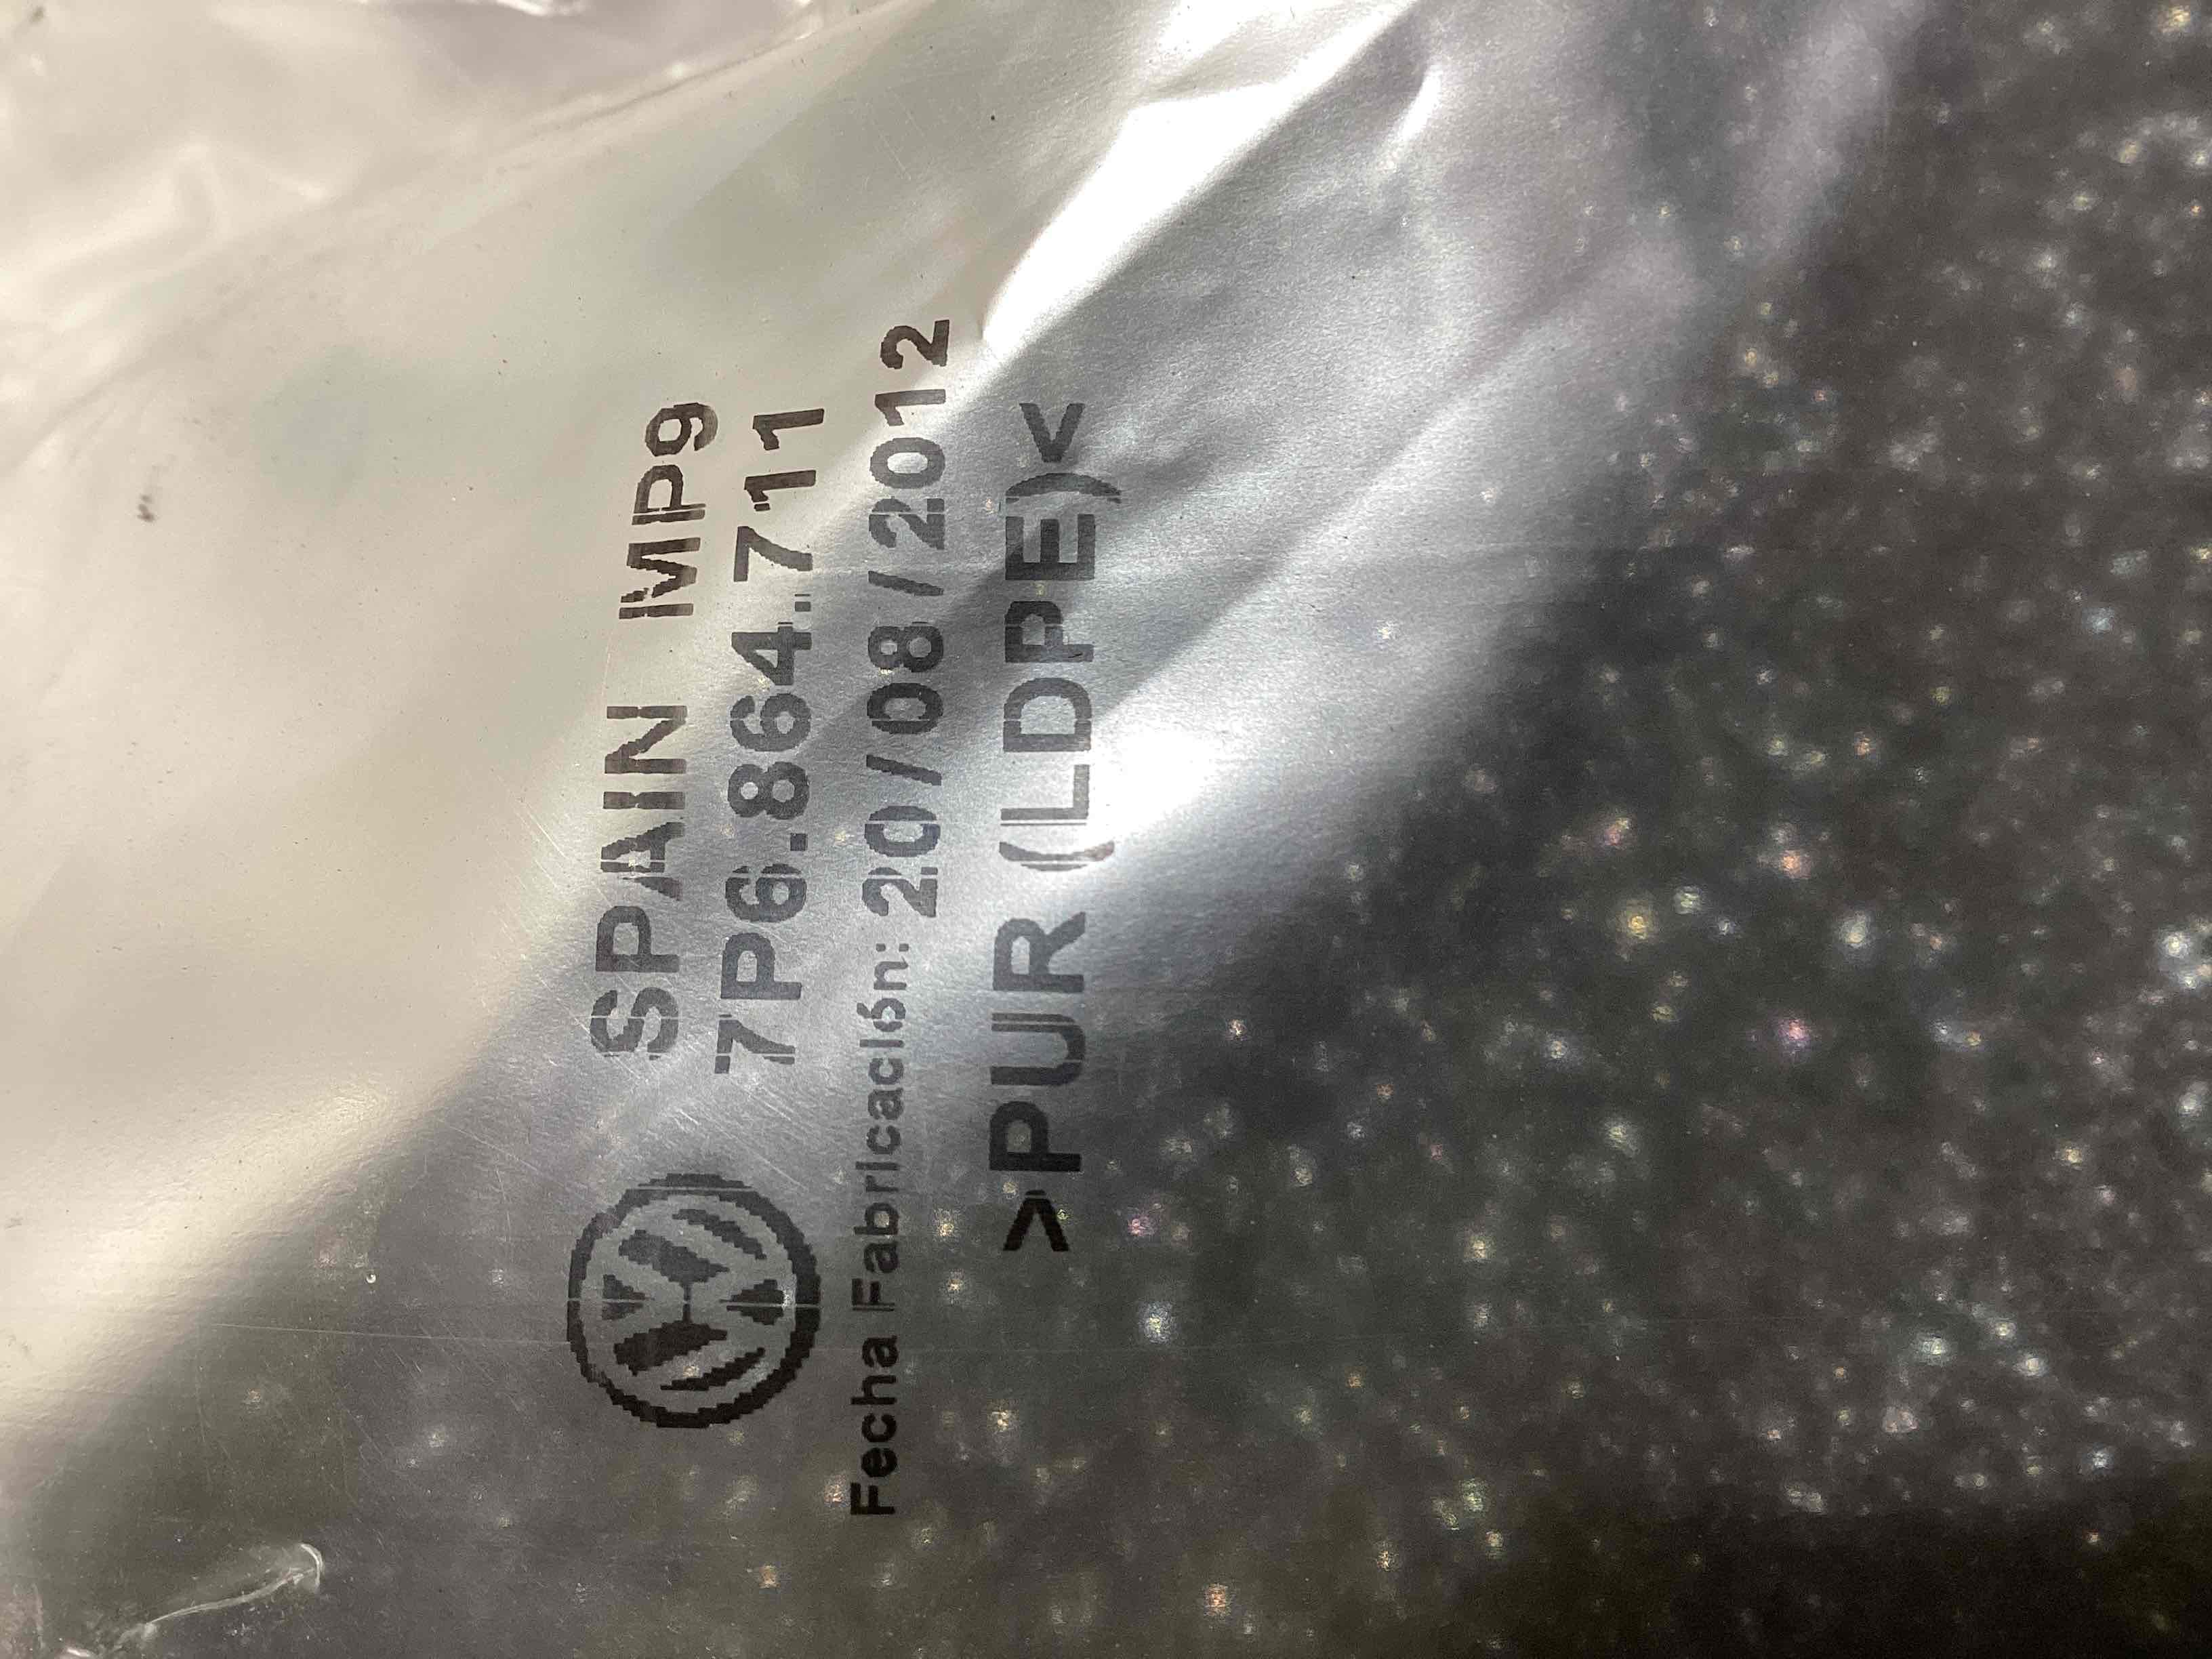 SPAIN MP9
7P6.864.711
Fecha Fabricación: 20/08/2012
>PUR (LDPE)<